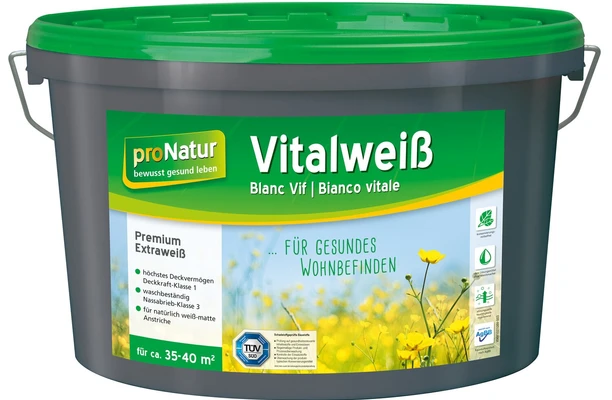 proNatur
bewusst gesund leben
Vitalweiß
Blanc Vif | Bianco vitale
Premium
Extraweiß
• höchstes Deckvermögen
Deckkraft-Klasse 1
• waschbeständig
Nassabrieb-Klasse 3
• für natürlich weiß-matte
Anstriche
für ca. 35-40 m²
... FÜR GESUNDES
WOHNBEFINDEN
TÜV
SÜD